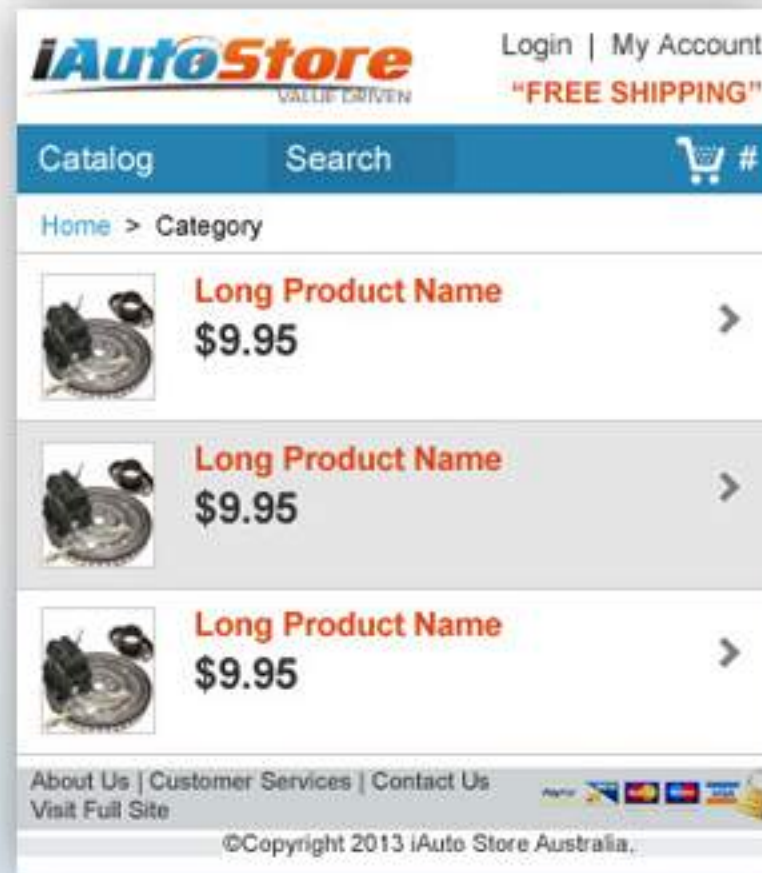 iAutoStore
VALUE DRIVEN
Login | My Account
"FREE SHIPPING"
Catalog Search #
Home > Category
Long Product Name
$9.95
Long Product Name
$9.95
Long Product Name
$9.95
About Us | Customer Services | Contact Us
Visit Full Site
PayPal VISA
©Copyright 2013 iAuto Store Australia.